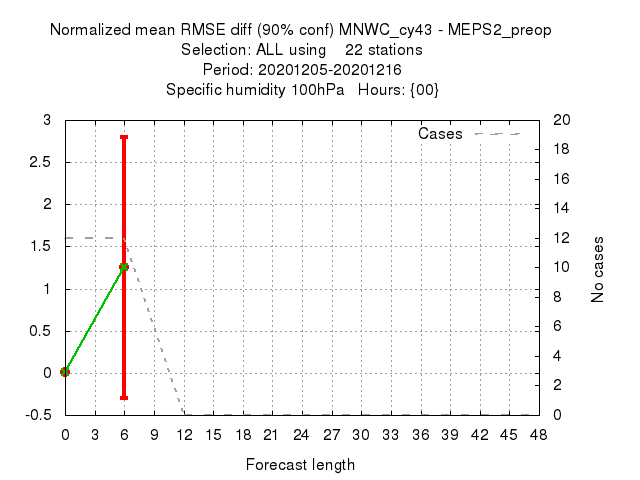 Normalized mean RMSE diff (90% conf) MNWC_cy43 - MEPS2_preop
Selection: ALL using 22 stations
Period: 20201205-20201216
Specific humidity 100hPa Hours: {00}
3
2.5
2
1.5
1
0.5
0
-0.5
Cases
20
18
16
14
12
10
8
6
4
2
0
No cases
0 3 6 9 12 15 18 21 24 27 30 33 36 39 42 45 48
Forecast length